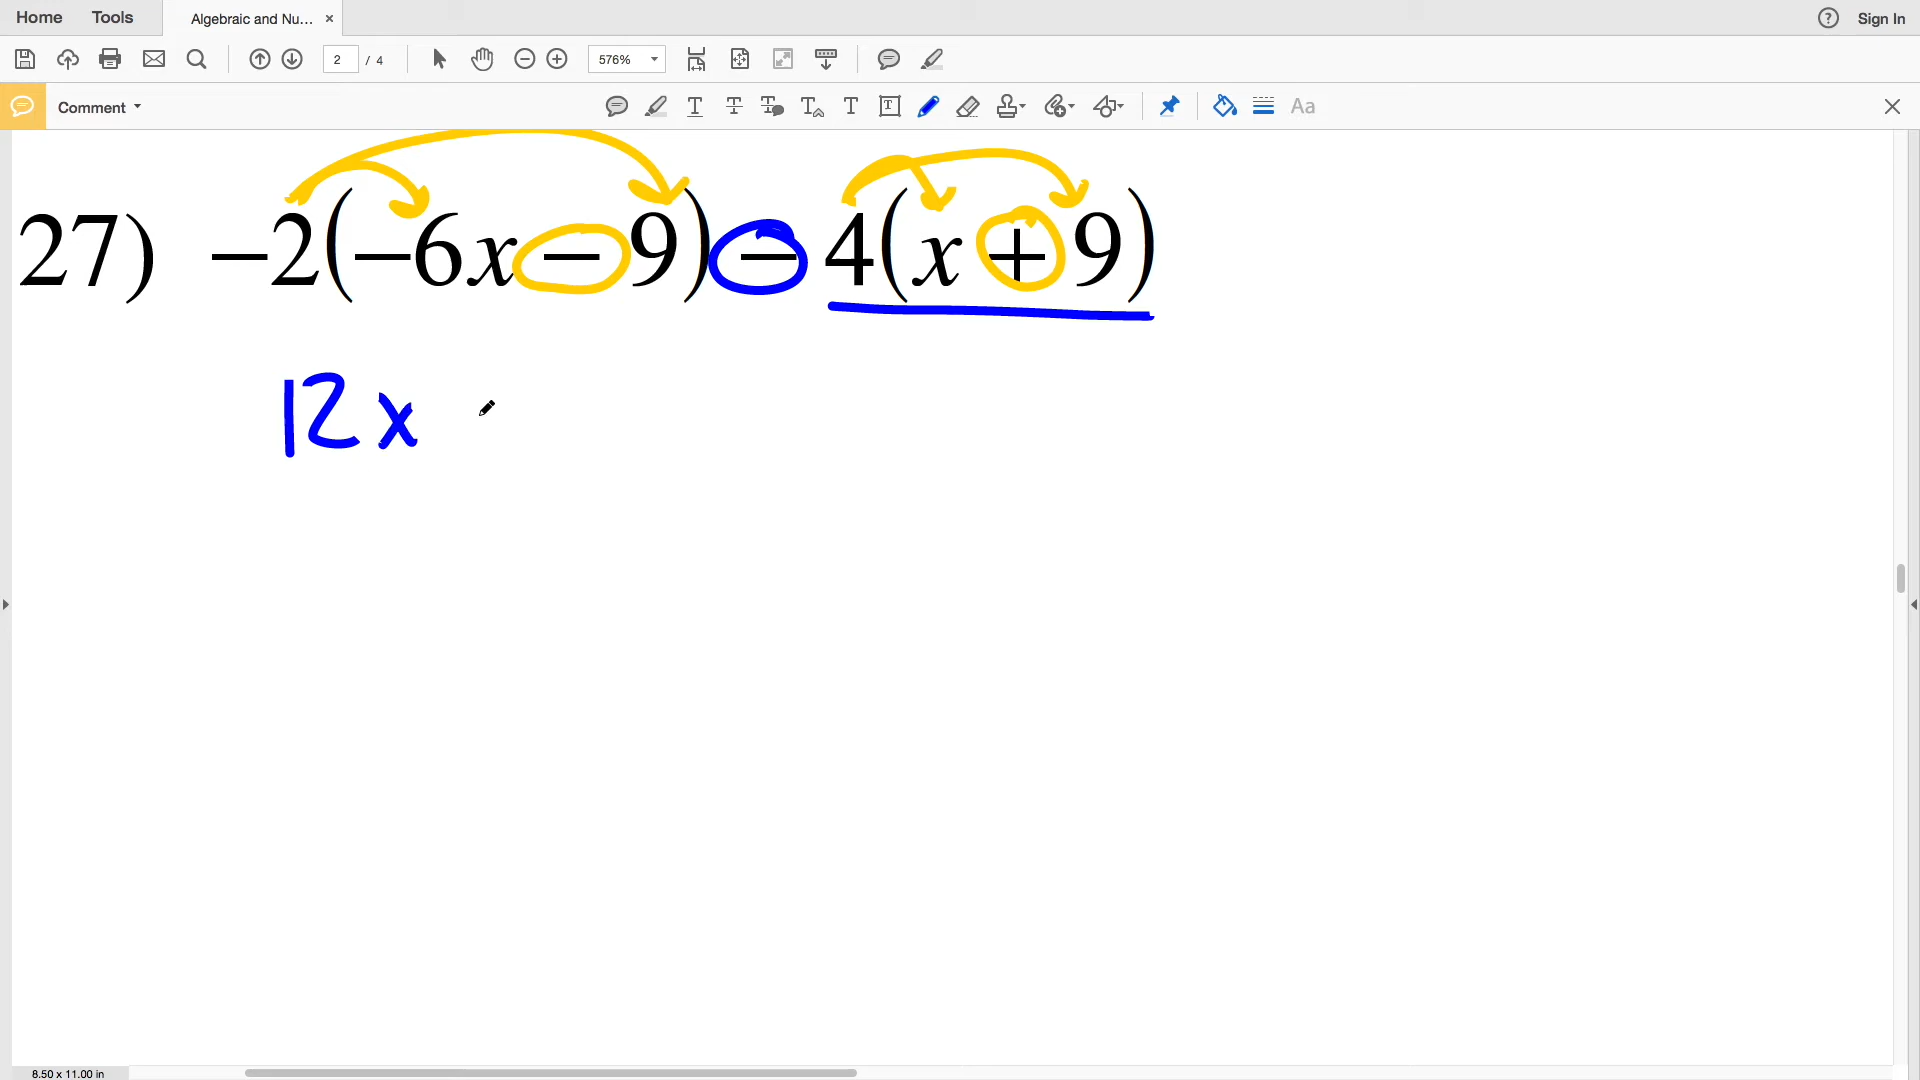 Home Tools Algebraic and Nu... × ? Sign In
2 / 4 576%
Comment T T T T T T Aa
27) −2(−6x − 9) − 4(x + 9)
12x
8.50 x 11.00 in